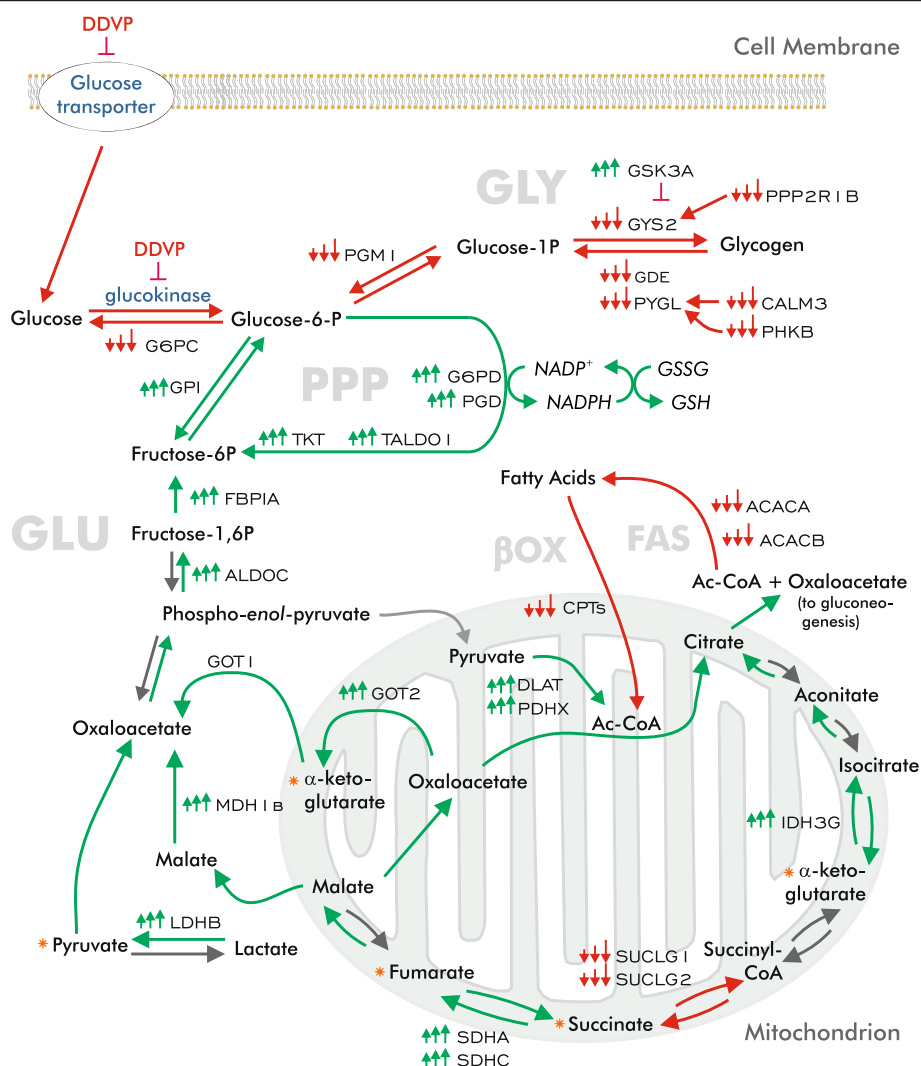 DDVP
Cell Membrane
Glucose
transporter
GSK3A
GLY
PPP2R1B
GYS2
PGM1
Glucose-1P
Glycogen
DDVP
GDE
glucokinase
PYGL
CALM3
Glucose
Glucose-6-P
PHKB
G6PC
GPI
PPP
G6PD
NADP+
GSSG
PGD
NADPH
GSH
TKT
TALDO1
Fructose-6P
Fatty Acids
FBPIA
ACACA
GLU
Fructose-1,6P
βOX
FAS
ACACB
ALDOC
Ac-CoA + Oxaloacetate
(to gluconeo-
genesis)
Phospho-enol-pyruvate
CPTs
Citrate
Pyruvate
GOT1
GOT2
DLAT
PDHX
Aconitate
Oxaloacetate
Ac-CoA
Isocitrate
* α-keto-
glutarate
Oxaloacetate
MDH1B
IDH3G
Malate
* α-keto-
glutarate
Malate
LDHB
* Pyruvate
Lactate
Succinyl-
CoA
SUCLG1
SUCLG2
* Fumarate
* Succinate
Mitochondrion
SDHA
SDHC